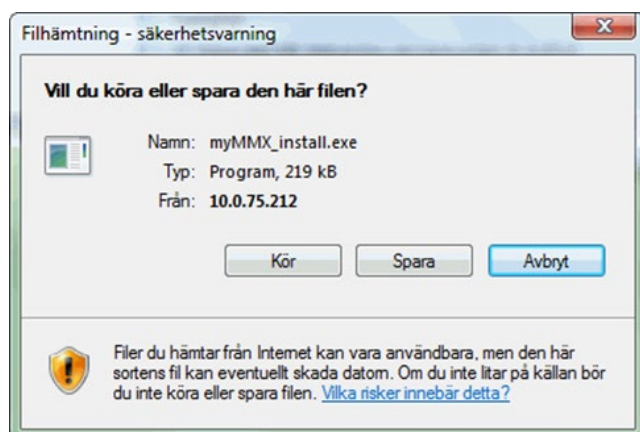 Filhämtning - säkerhetsvarning
Vill du köra eller spara den här filen?
Namn: myMMX_install.exe
Typ: Program, 219 kB
Från: 10.0.75.212
Kör Spara Avbryt
Filer du hämtar från Internet kan vara användbara, men den här
sortens fil kan eventuellt skada datorn. Om du inte litar på källan bör
du inte köra eller spara filen. Vilka risker innebär detta?